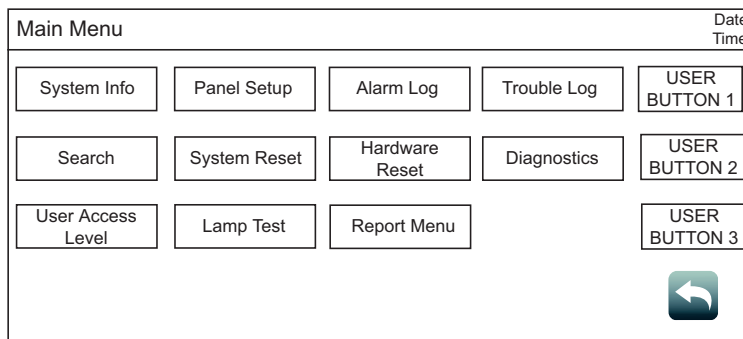 Main Menu
Date
Time
System Info
Panel Setup
Alarm Log
Trouble Log
USER
BUTTON 1
Search
System Reset
Hardware
Reset
Diagnostics
USER
BUTTON 2
User Access
Level
Lamp Test
Report Menu
USER
BUTTON 3